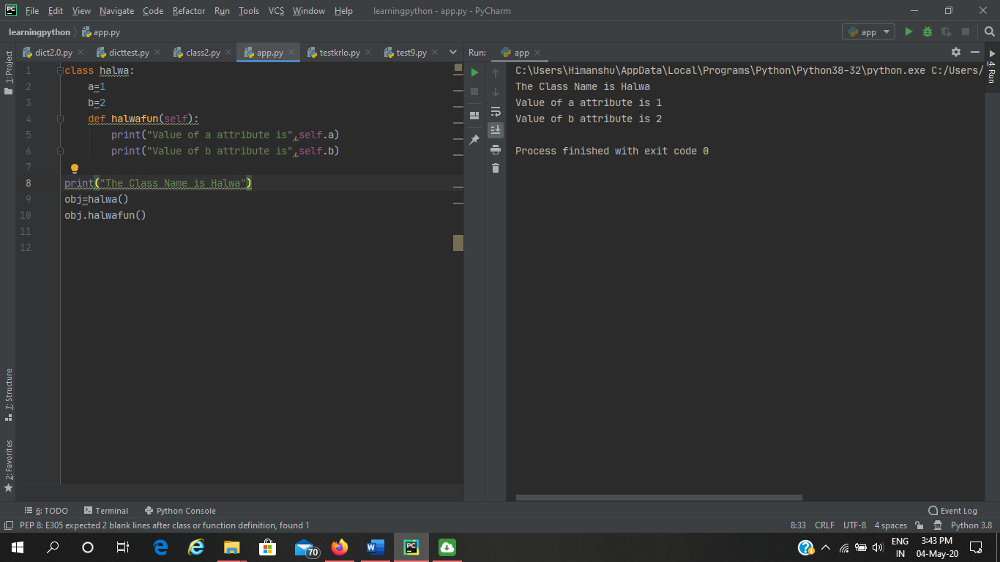 PC File Edit View Navigate Code Refactor Run Tools VCS Window Help learningpython - app.py - PyCharm
learningpython app.py app
dict2.0.py dicttest.py class2.py app.py testkrlo.py test9.py Run: app
1: Project
1 class halwa:
2 a=1
3 b=2
4 def halwafun(self):
5 print("Value of a attribute is",self.a)
6 print("Value of b attribute is",self.b)
7
8 print("The Class Name is Halwa")
9 obj=halwa()
10 obj.halwafun()
11
12
C:\Users\Himanshu\AppData\Local\Programs\Python\Python38-32\python.exe C:/Users/
The Class Name is Halwa
Value of a attribute is 1
Value of b attribute is 2
Process finished with exit code 0
4: Run
7: Structure
2: Favorites
6: TODO Terminal Python Console Event Log
PEP 8: E305 expected 2 blank lines after class or function definition, found 1 8:33 CRLF UTF-8 4 spaces Python 3.8
70 W PC ENG 3:43 PM
IN 04-May-20